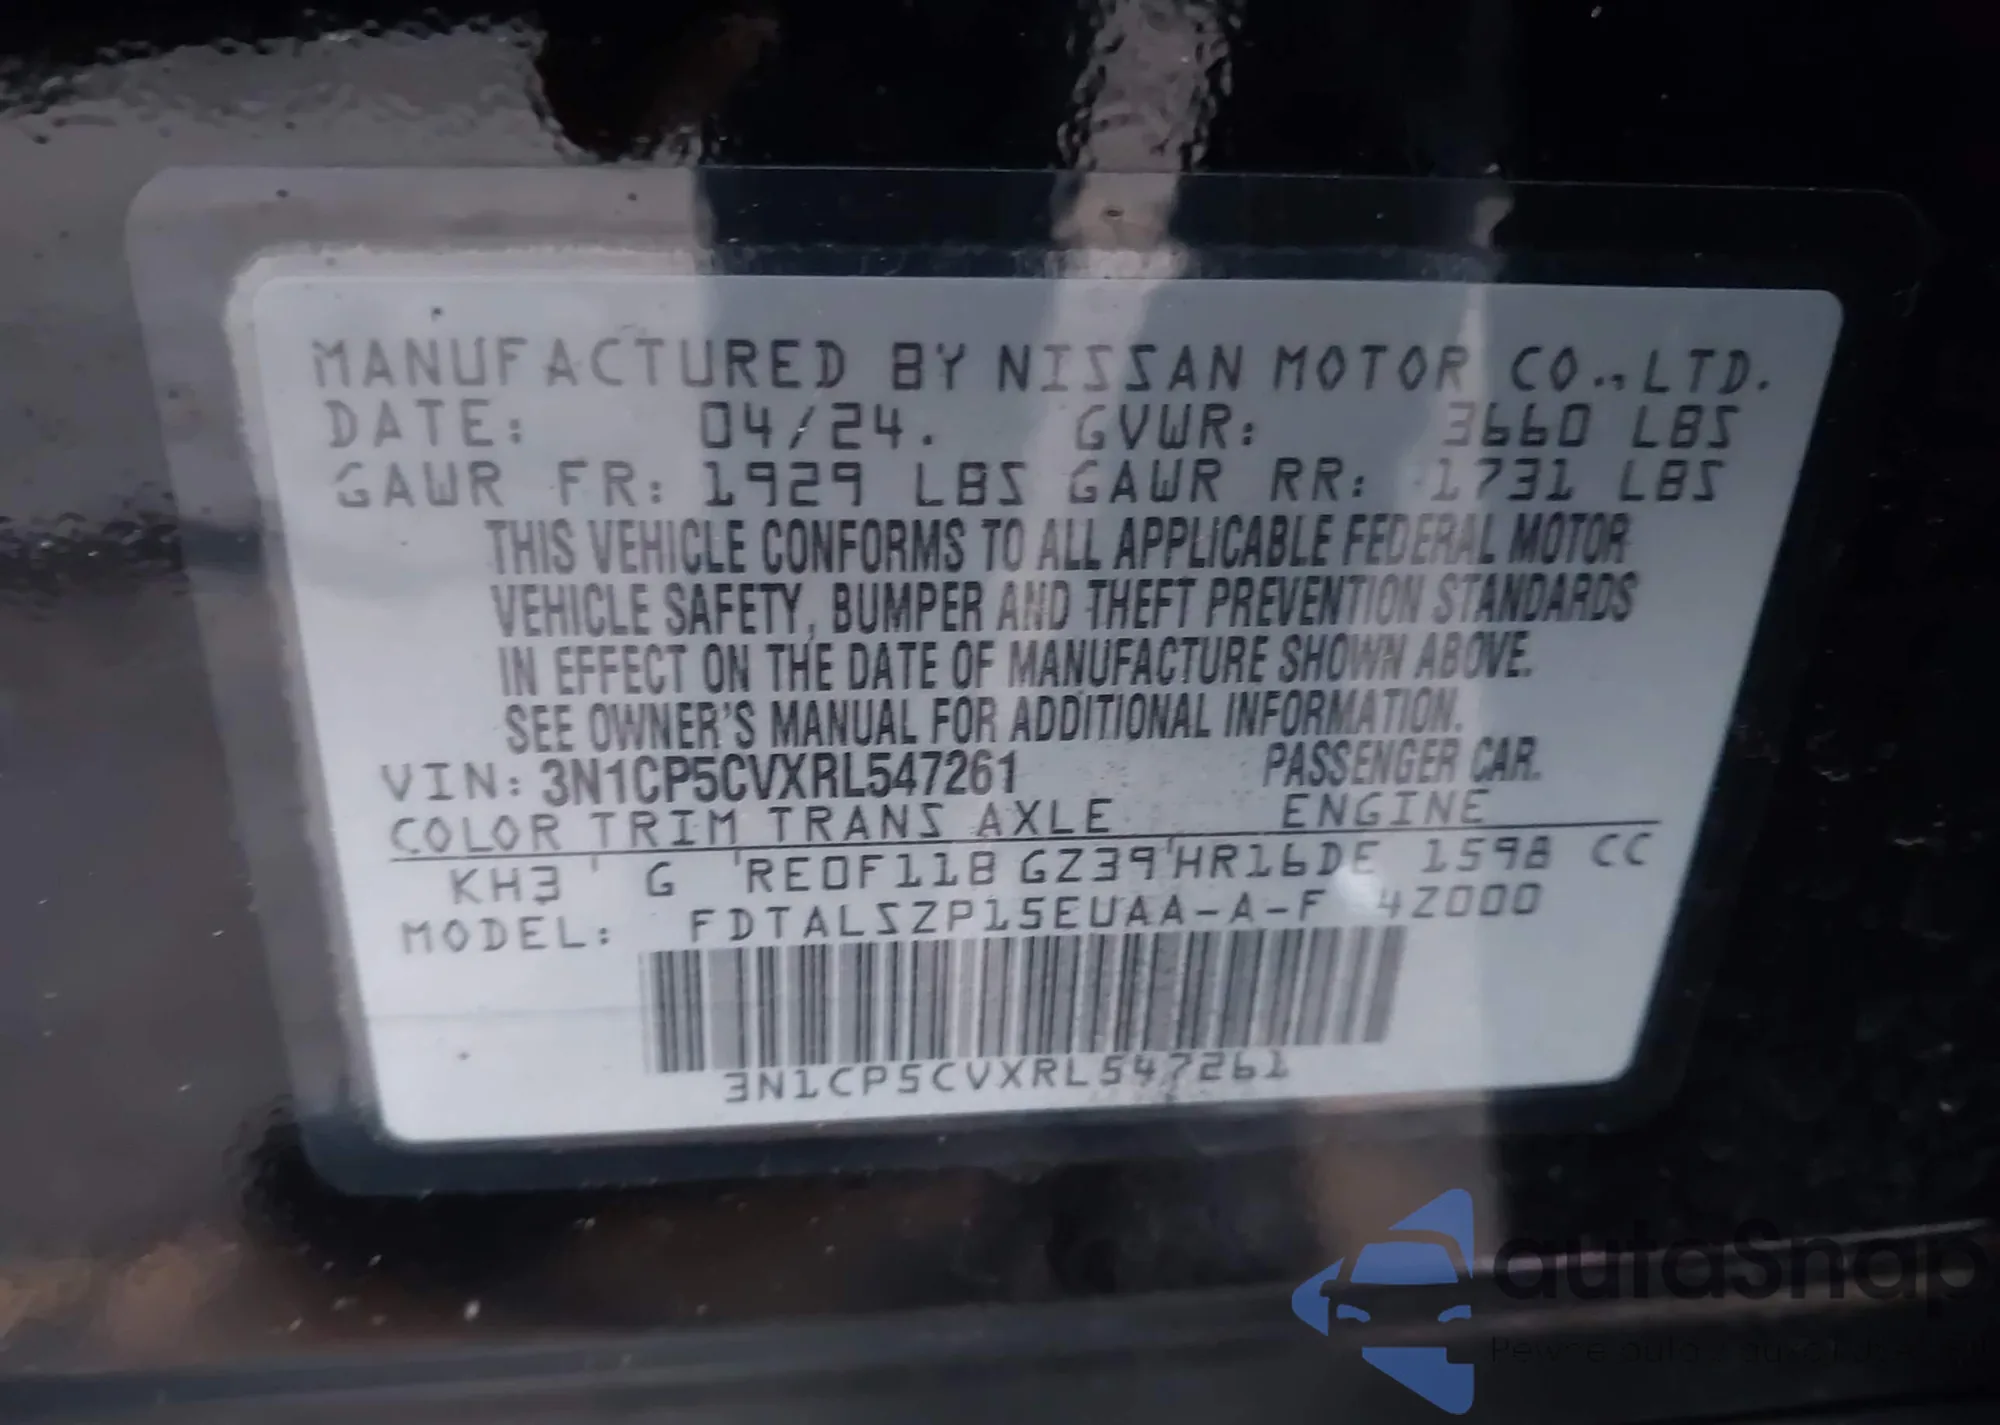 MANUFACTURED BY NISSAN MOTOR CO.,LTD.
DATE: 04/24. GVWR: 3660 LBS
GAWR FR: 1929 LBS GAWR RR: 1731 LBS
THIS VEHICLE CONFORMS TO ALL APPLICABLE FEDERAL MOTOR
VEHICLE SAFETY, BUMPER AND THEFT PREVENTION STANDARDS
IN EFFECT ON THE DATE OF MANUFACTURE SHOWN ABOVE.
SEE OWNER'S MANUAL FOR ADDITIONAL INFORMATION.
VIN: 3N1CP5CVXRL547261 PASSENGER CAR.
COLOR TRIM TRANS AXLE ENGINE
KH3 ' G 'RE0F11B GZ39'HR16DE 1598 CC
MODEL: FDTALSZP15EUAA-A-F 4Z000
3N1CP5CVXRL547261
autoSnap